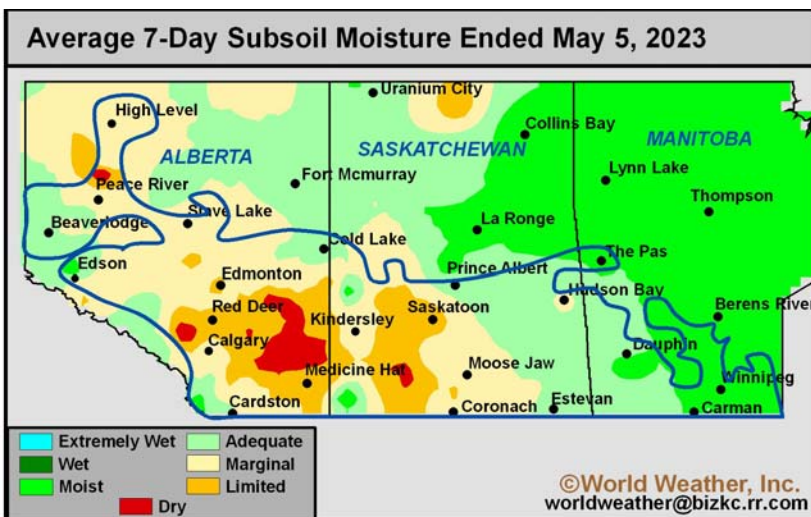 Average 7-Day Subsoil Moisture Ended May 5, 2023
Uranium City
High Level
Collins Bay
ALBERTA
SASKATCHEWAN
MANITOBA
Fort Mcmurray
Lynn Lake
Peace River
Thompson
Beaverlodge
Slave Lake
La Ronge
Cold Lake
The Pas
Edson
Edmonton
Prince Albert
Hudson Bay
Red Deer
Kindersley
Saskatoon
Berens River
Calgary
Dauphin
Medicine Hat
Moose Jaw
Winnipeg
Cardston
Coronach
Estevan
Carman
Extremely Wet
Adequate
Wet
Marginal
Moist
Limited
Dry
©World Weather, Inc.
worldweather@bizkc.rr.com